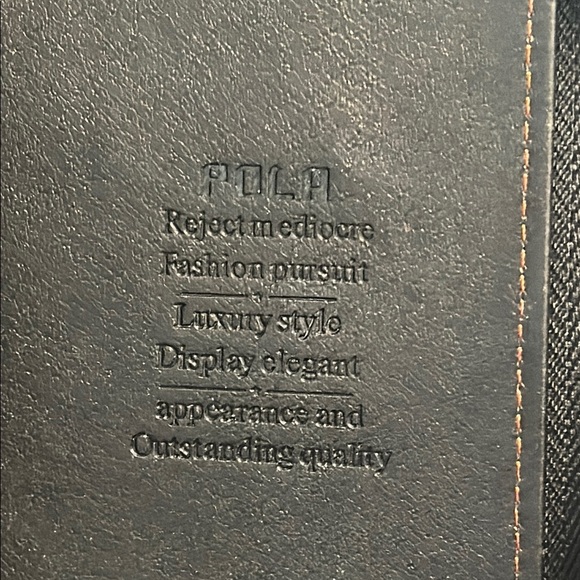 POLA
Reject mediocre
Fashion pursuit
Luxury style
Display elegant
appearance and
Outstanding quality